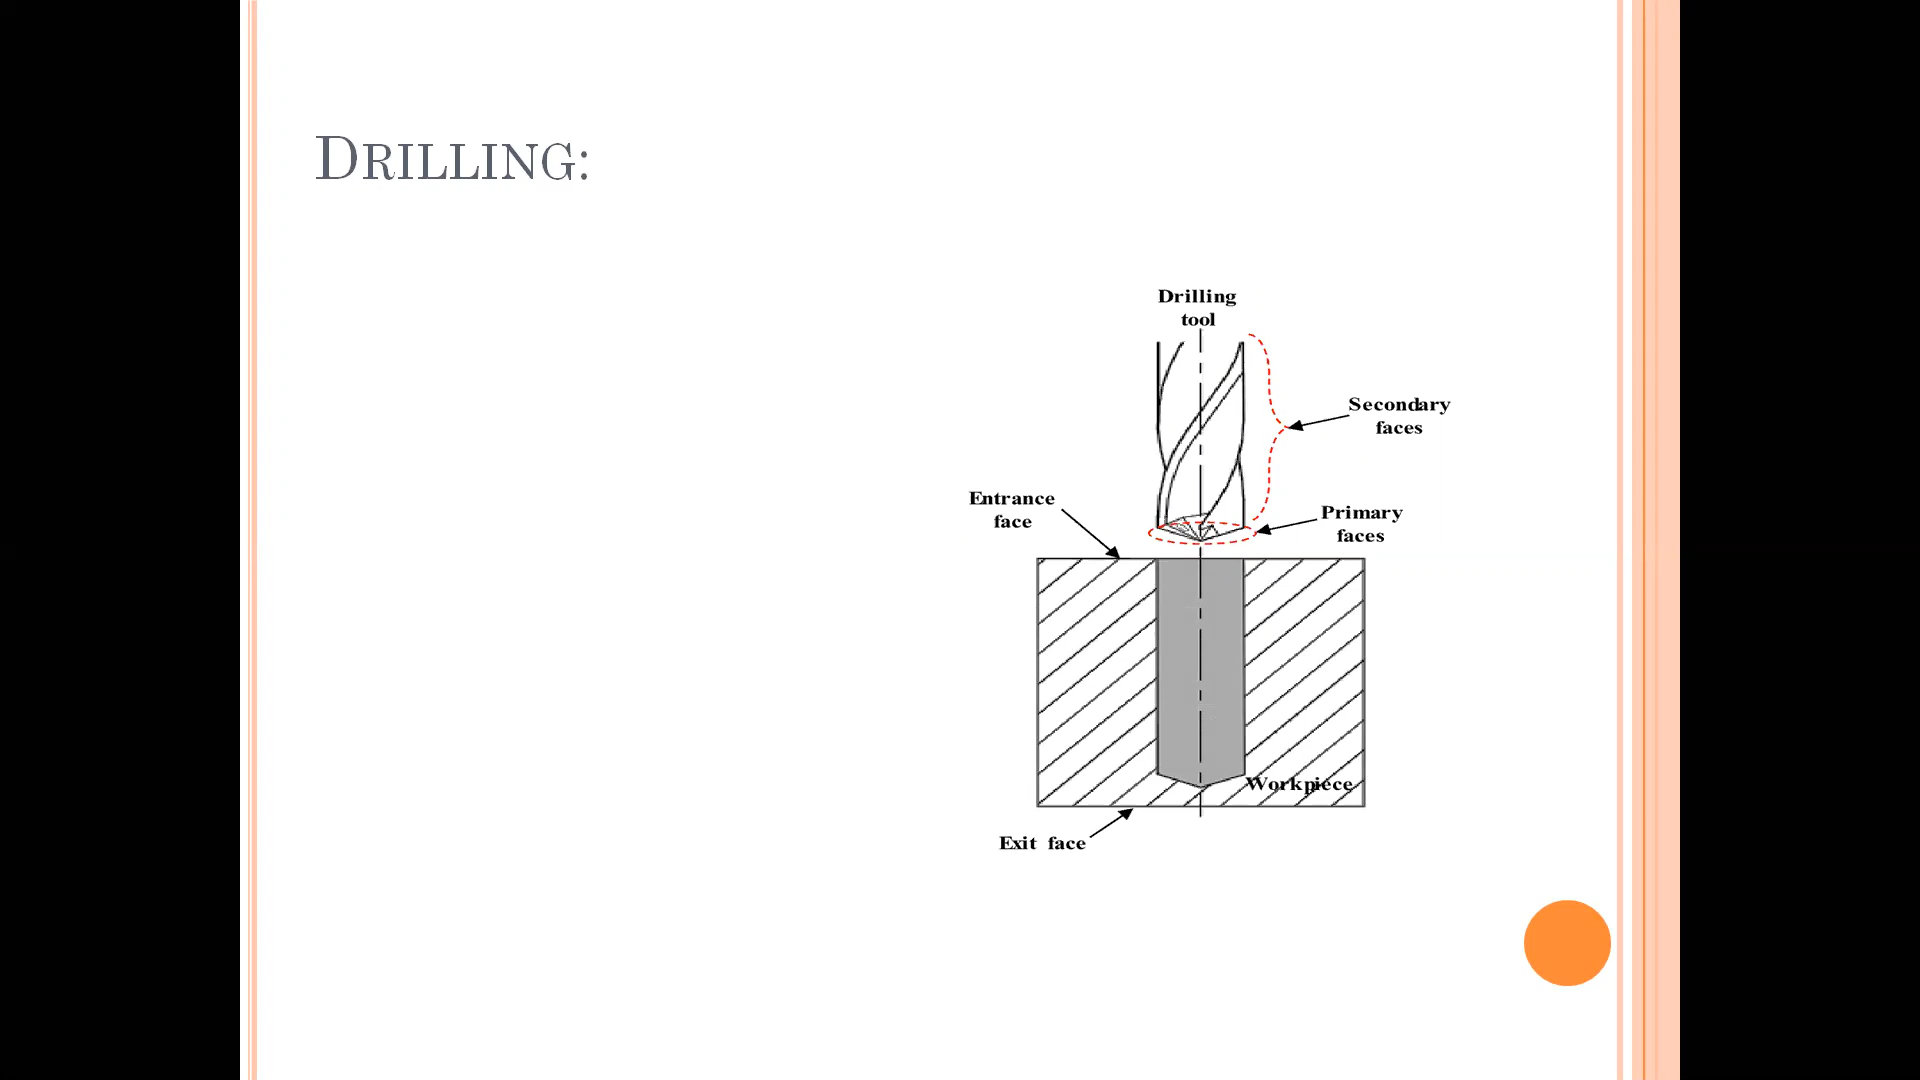 DRILLING:
Drilling
tool
Secondary
faces
Entrance
face
Primary
faces
Workpiece
Exit face